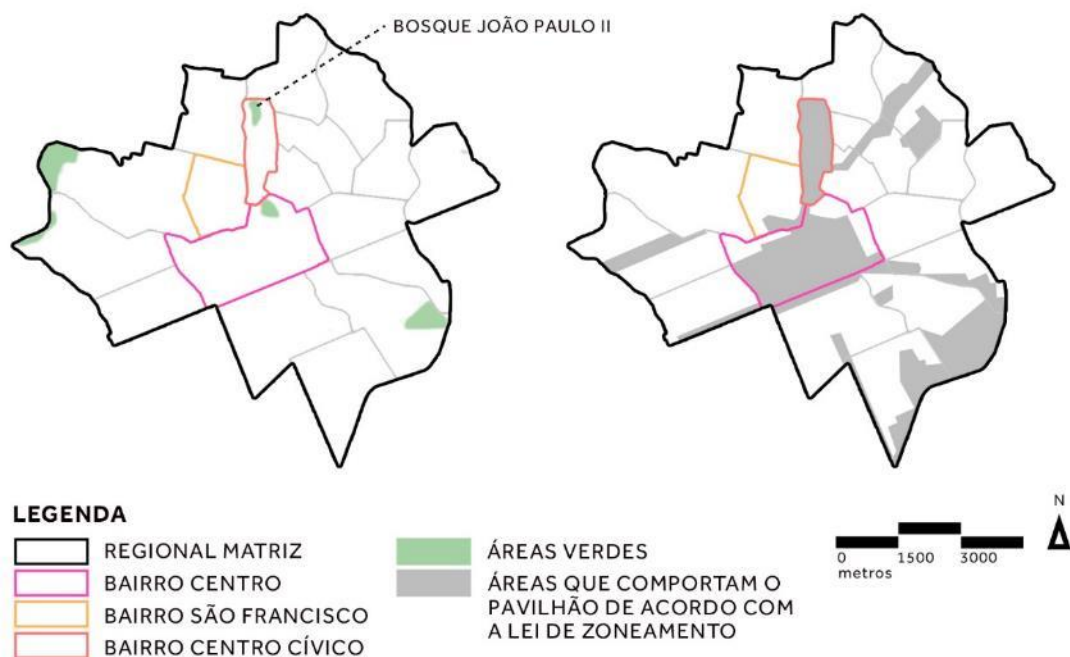 BOSQUE JOÃO PAULO II
LEGENDA
REGIONAL MATRIZ
BAIRRO CENTRO
BAIRRO SÃO FRANCISCO
BAIRRO CENTRO CÍVICO
ÁREAS VERDES
ÁREAS QUE COMPORTAM O
PAVILHÃO DE ACORDO COM
A LEI DE ZONEAMENTO
0 1500 3000
metros
N